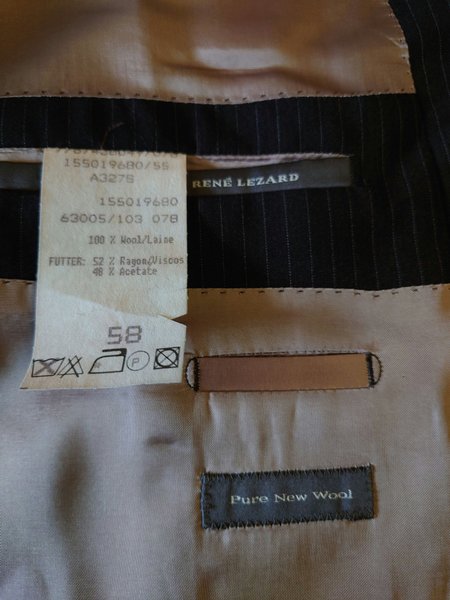 155019680/55
A3278
RENÉ LEZARD
155019680
63005/103 078
100 % Wool/Laine
FUTTER: 52 % Rayon/Viscos
48 % Acetate
58
P
Pure New Wool